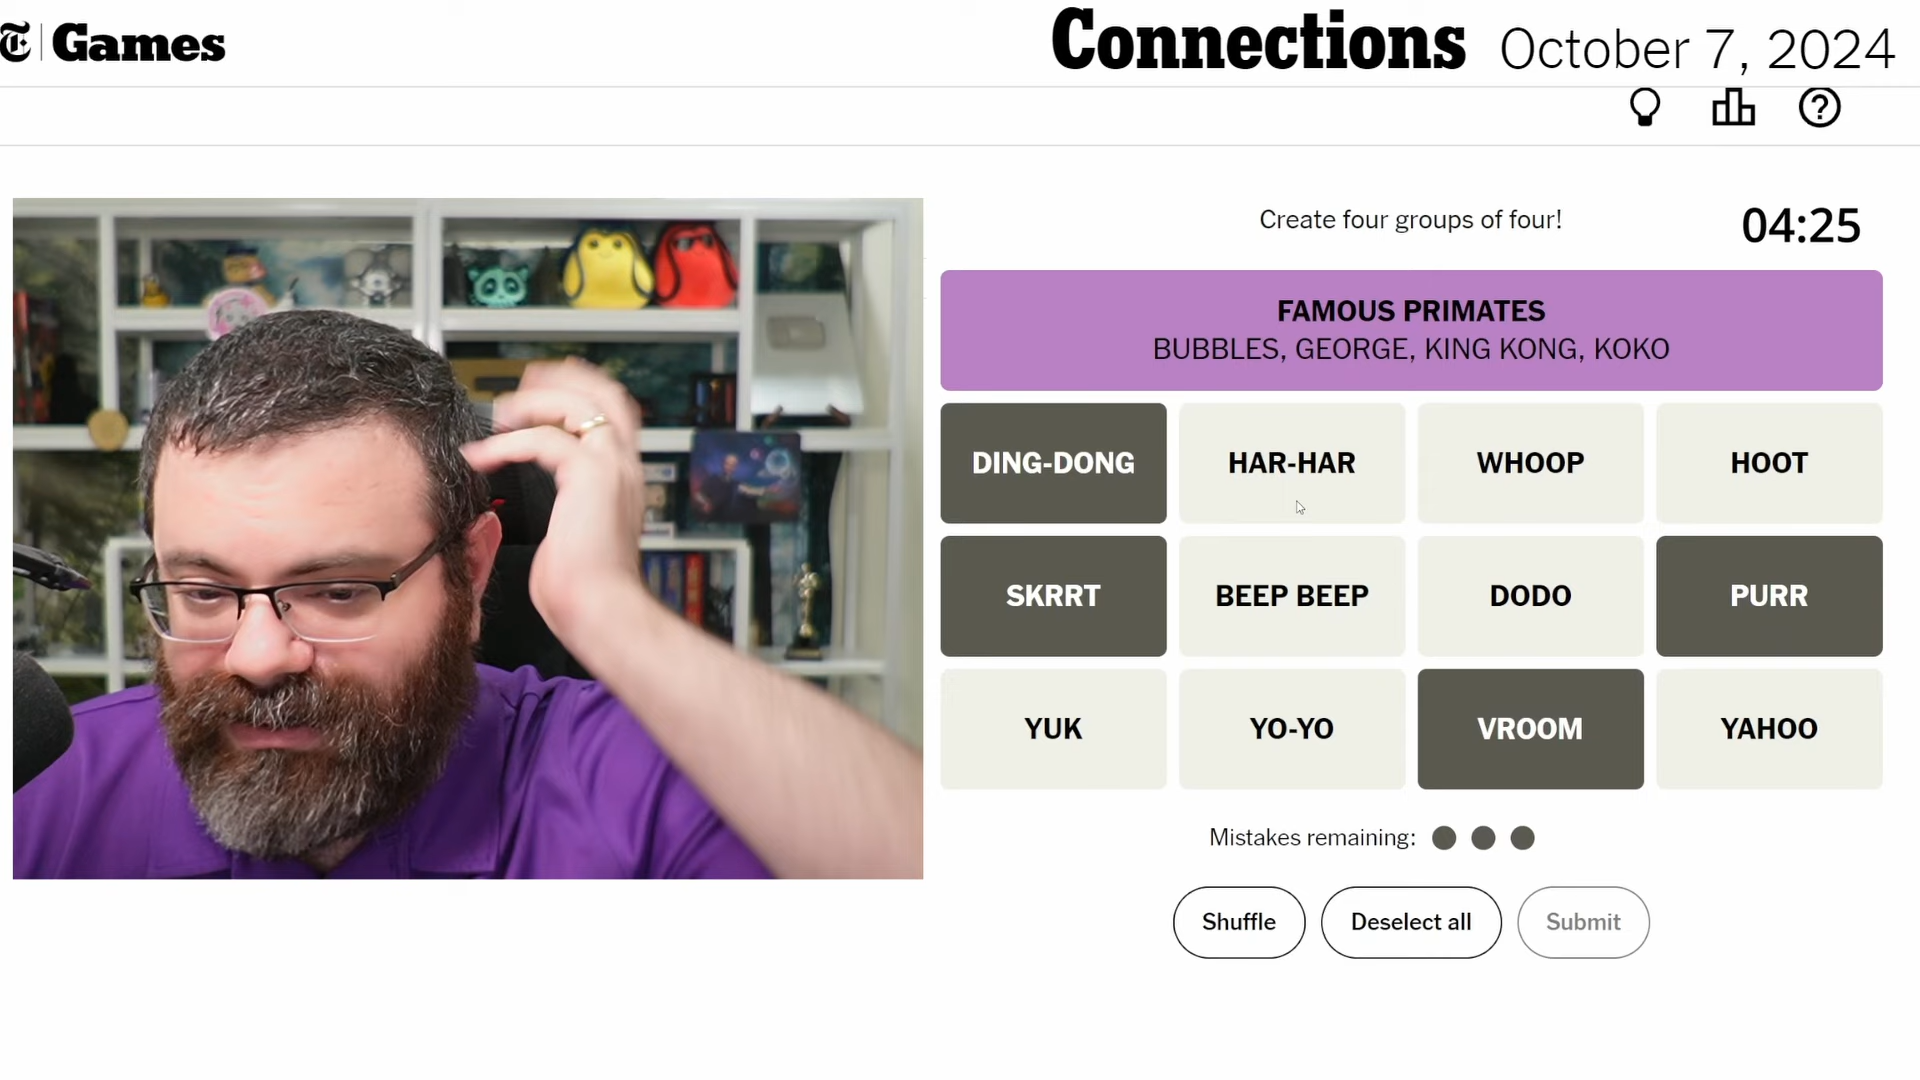 Games
Connections October 7, 2024
Create four groups of four!
04:25
FAMOUS PRIMATES
BUBBLES, GEORGE, KING KONG, KOKO
DING-DONG HAR-HAR WHOOP HOOT
SKRRT BEEP BEEP DODO PURR
YUK YO-YO VROOM YAHOO
Mistakes remaining:
Shuffle Deselect all Submit